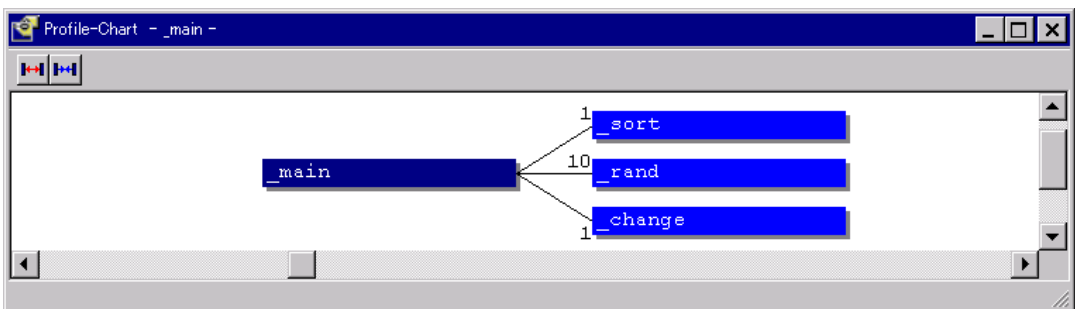 Profile-Chart - _main -
1
_sort
_main
10
_rand
_change
1